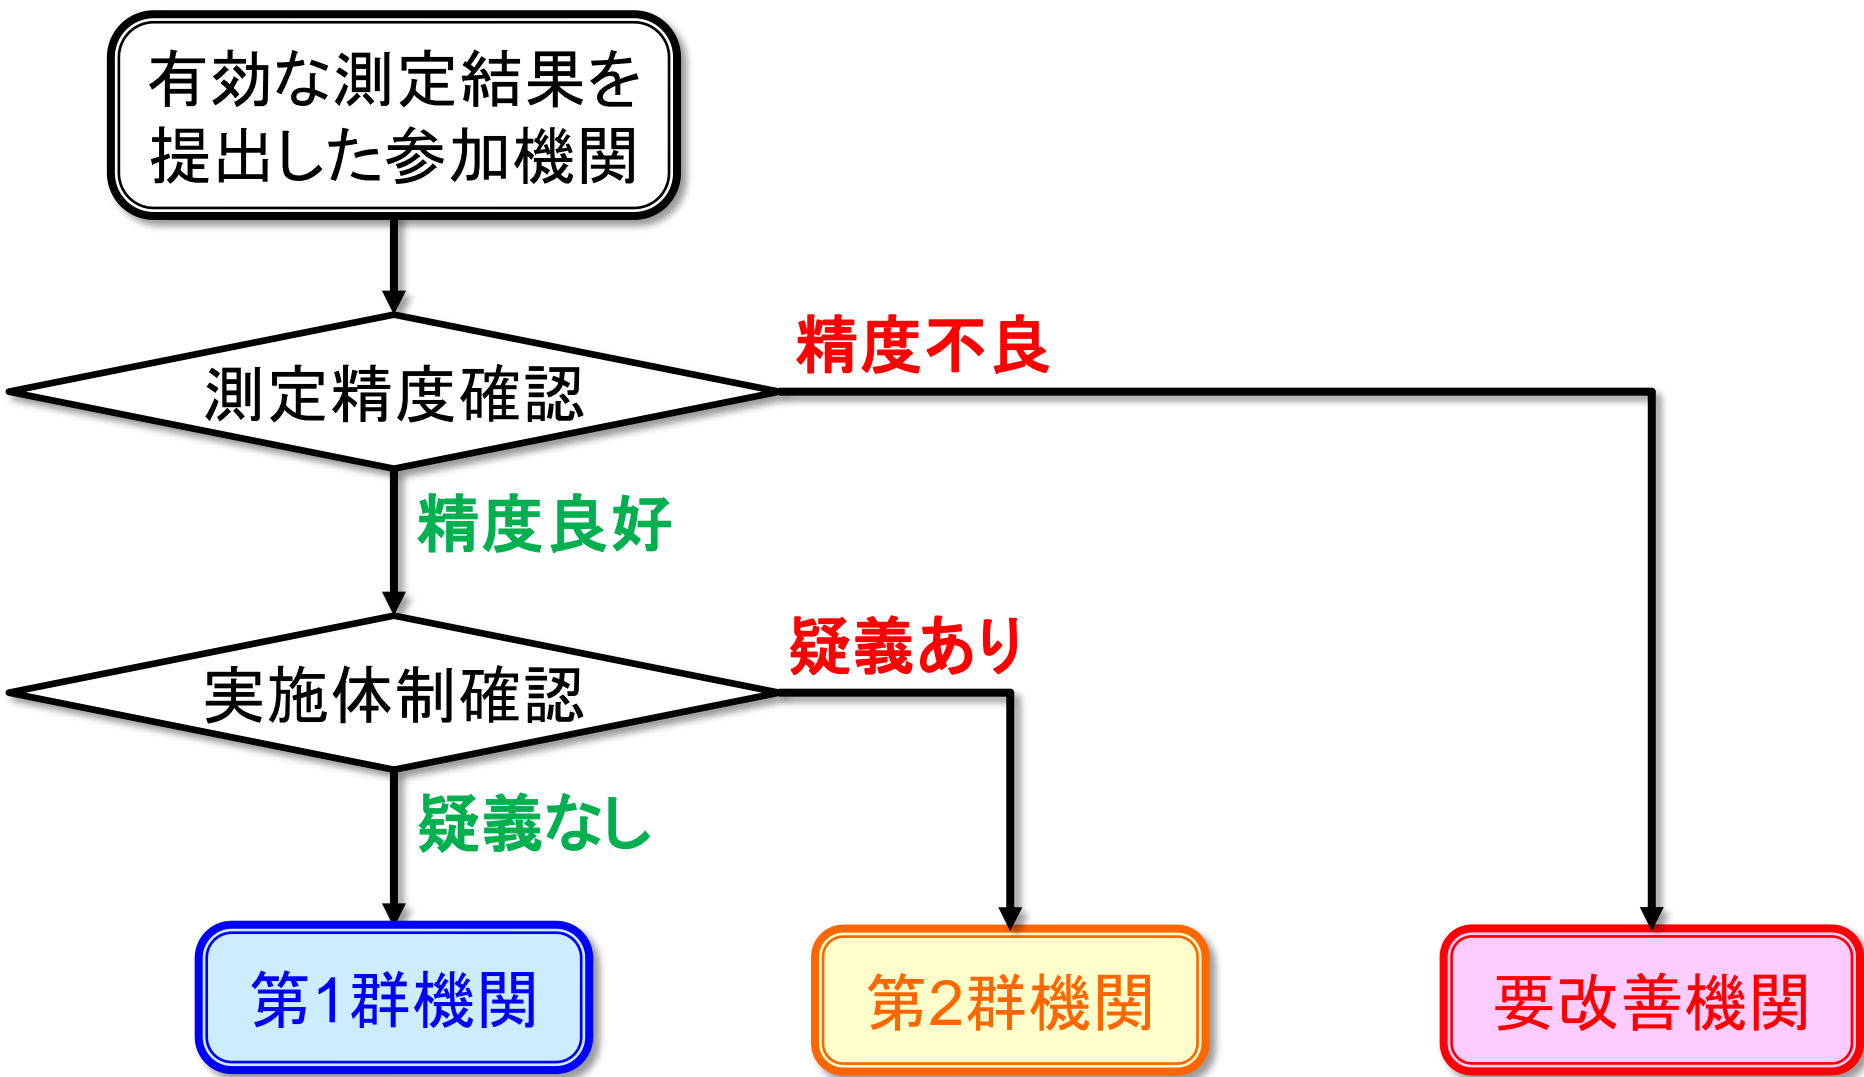 有効な測定結果を
提出した参加機関
測定精度確認
精度不良
精度良好
実施体制確認
疑義あり
疑義なし
第1群機関
第2群機関
要改善機関